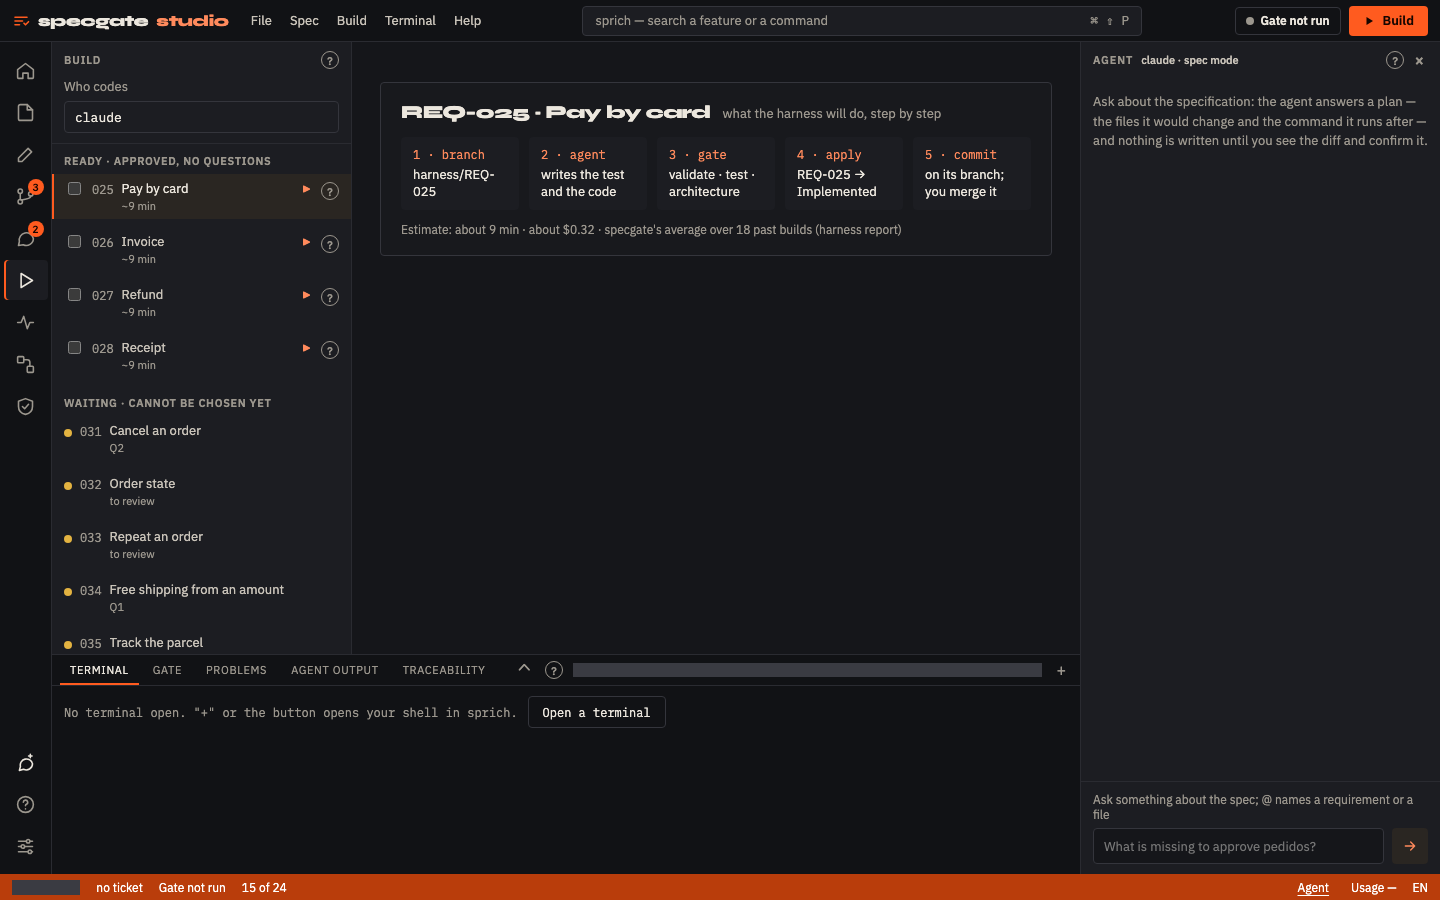 specgate studio
File
Spec
Build
Terminal
Help
sprich — search a feature or a command
⌘ ⇧ P
Gate not run
Build
BUILD
?
Who codes
claude
READY · APPROVED, NO QUESTIONS
025 Pay by card
~9 min
?
026 Invoice
~9 min
?
027 Refund
~9 min
?
028 Receipt
~9 min
?
WAITING · CANNOT BE CHOSEN YET
031 Cancel an order
Q2
032 Order state
to review
033 Repeat an order
to review
034 Free shipping from an amount
Q1
035 Track the parcel
3
2
REQ-025 · Pay by card what the harness will do, step by step
1 · branch
harness/REQ-
025
2 · agent
writes the test
and the code
3 · gate
validate · test ·
architecture
4 · apply
REQ-025 →
Implemented
5 · commit
on its branch;
you merge it
Estimate: about 9 min · about $0.32 · specgate's average over 18 past builds (harness report)
AGENT claude · spec mode
? ×
Ask about the specification: the agent answers a plan —
the files it would change and the command it runs after —
and nothing is written until you see the diff and confirm it.
TERMINAL
GATE
PROBLEMS
AGENT OUTPUT
TRACEABILITY
?
+
No terminal open. "+" or the button opens your shell in sprich.
Open a terminal
Ask something about the spec; @ names a requirement or a
file
What is missing to approve pedidos?
→
no ticket
Gate not run
15 of 24
Agent
Usage —
EN